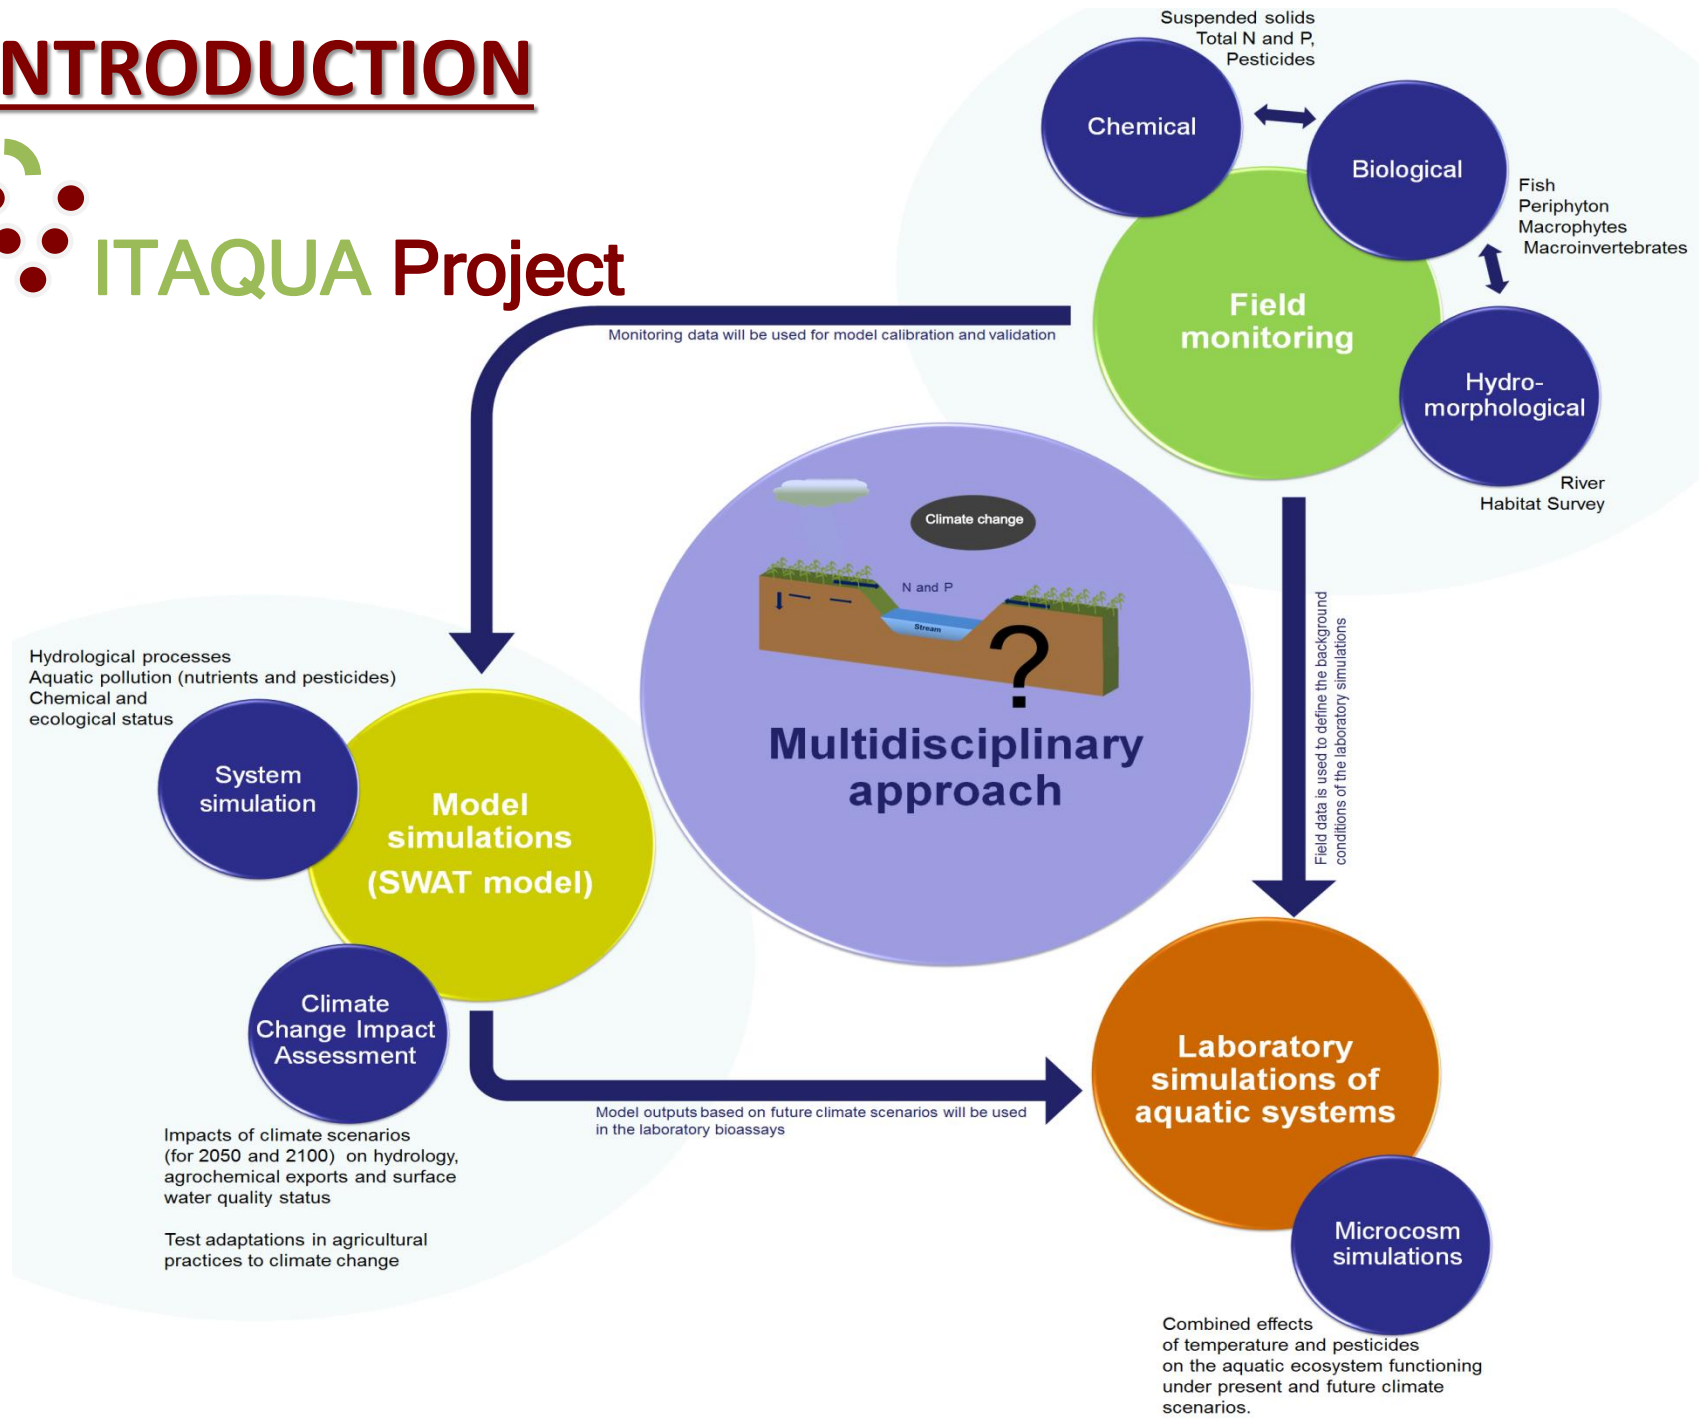 NTRODUCTION
ITAQUA Project
Suspended solids
Total N and P,
Pesticides
Chemical
Biological
Fish
Periphyton
Macrophytes
Macroinvertebrates
Field
monitoring
Hydro-
morphological
River
Habitat Survey
Monitoring data will be used for model calibration and validation
Climate change
N and P
Stream
?
Multidisciplinary
approach
Field data is used to define the background
conditions of the laboratory simulations
Hydrological processes
Aquatic pollution (nutrients and pesticides)
Chemical and
ecological status
System
simulation
Model
simulations
(SWAT model)
Climate
Change Impact
Assessment
Impacts of climate scenarios
(for 2050 and 2100) on hydrology,
agrochemical exports and surface
water quality status
Test adaptations in agricultural
practices to climate change
Model outputs based on future climate scenarios will be used
in the laboratory bioassays
Laboratory
simulations of
aquatic systems
Microcosm
simulations
Combined effects
of temperature and pesticides
on the aquatic ecosystem functioning
under present and future climate
scenarios.